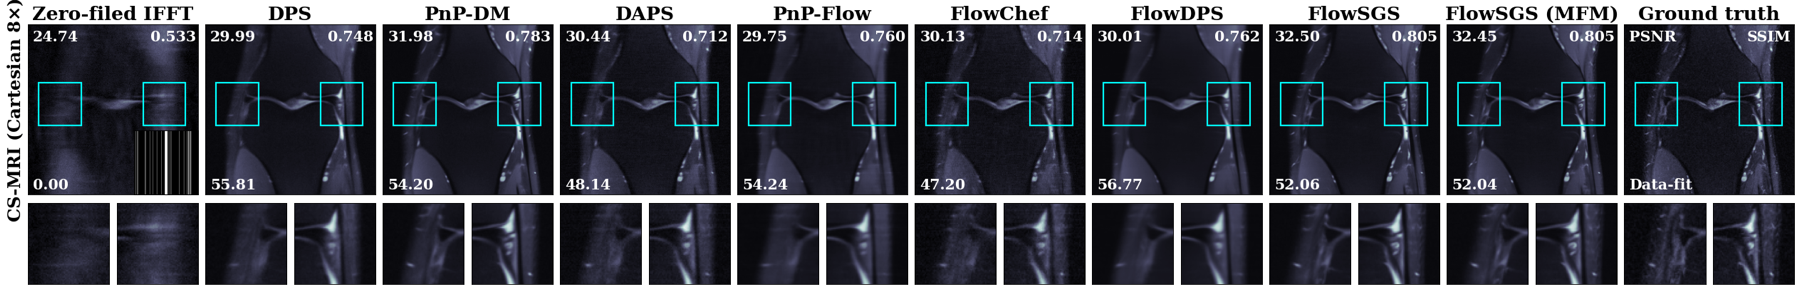 CS-MRI (Cartesian 8×)
Zero-filed IFFT
DPS
PnP-DM
DAPS
PnP-Flow
FlowChef
FlowDPS
FlowSGS
FlowSGS (MFM)
Ground truth
24.74 0.533
29.99 0.748
31.98 0.783
30.44 0.712
29.75 0.760
30.13 0.714
30.01 0.762
32.50 0.805
32.45 0.805
PSNR SSIM
0.00
55.81
54.20
48.14
54.24
47.20
56.77
52.06
52.04
Data-fit